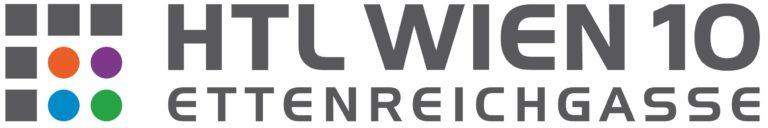 HTL WIEN 10
ETTENREICHGASSE